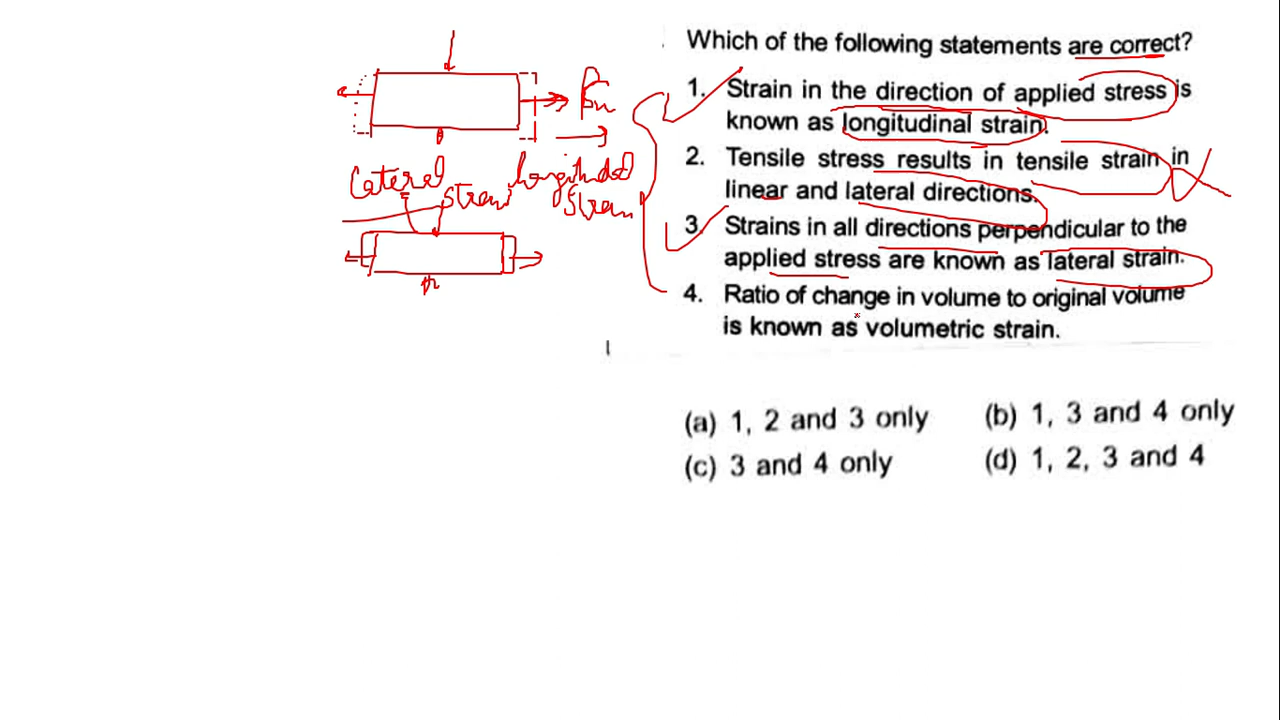 Which of the following statements are correct?
1. Strain in the direction of applied stress is
known as longitudinal strain.
2. Tensile stress results in tensile strain in
linear and lateral directions.
3. Strains in all directions perpendicular to the
applied stress are known as lateral strain.
4. Ratio of change in volume to original volume
is known as volumetric strain.
(a) 1, 2 and 3 only
(b) 1, 3 and 4 only
(c) 3 and 4 only
(d) 1, 2, 3 and 4